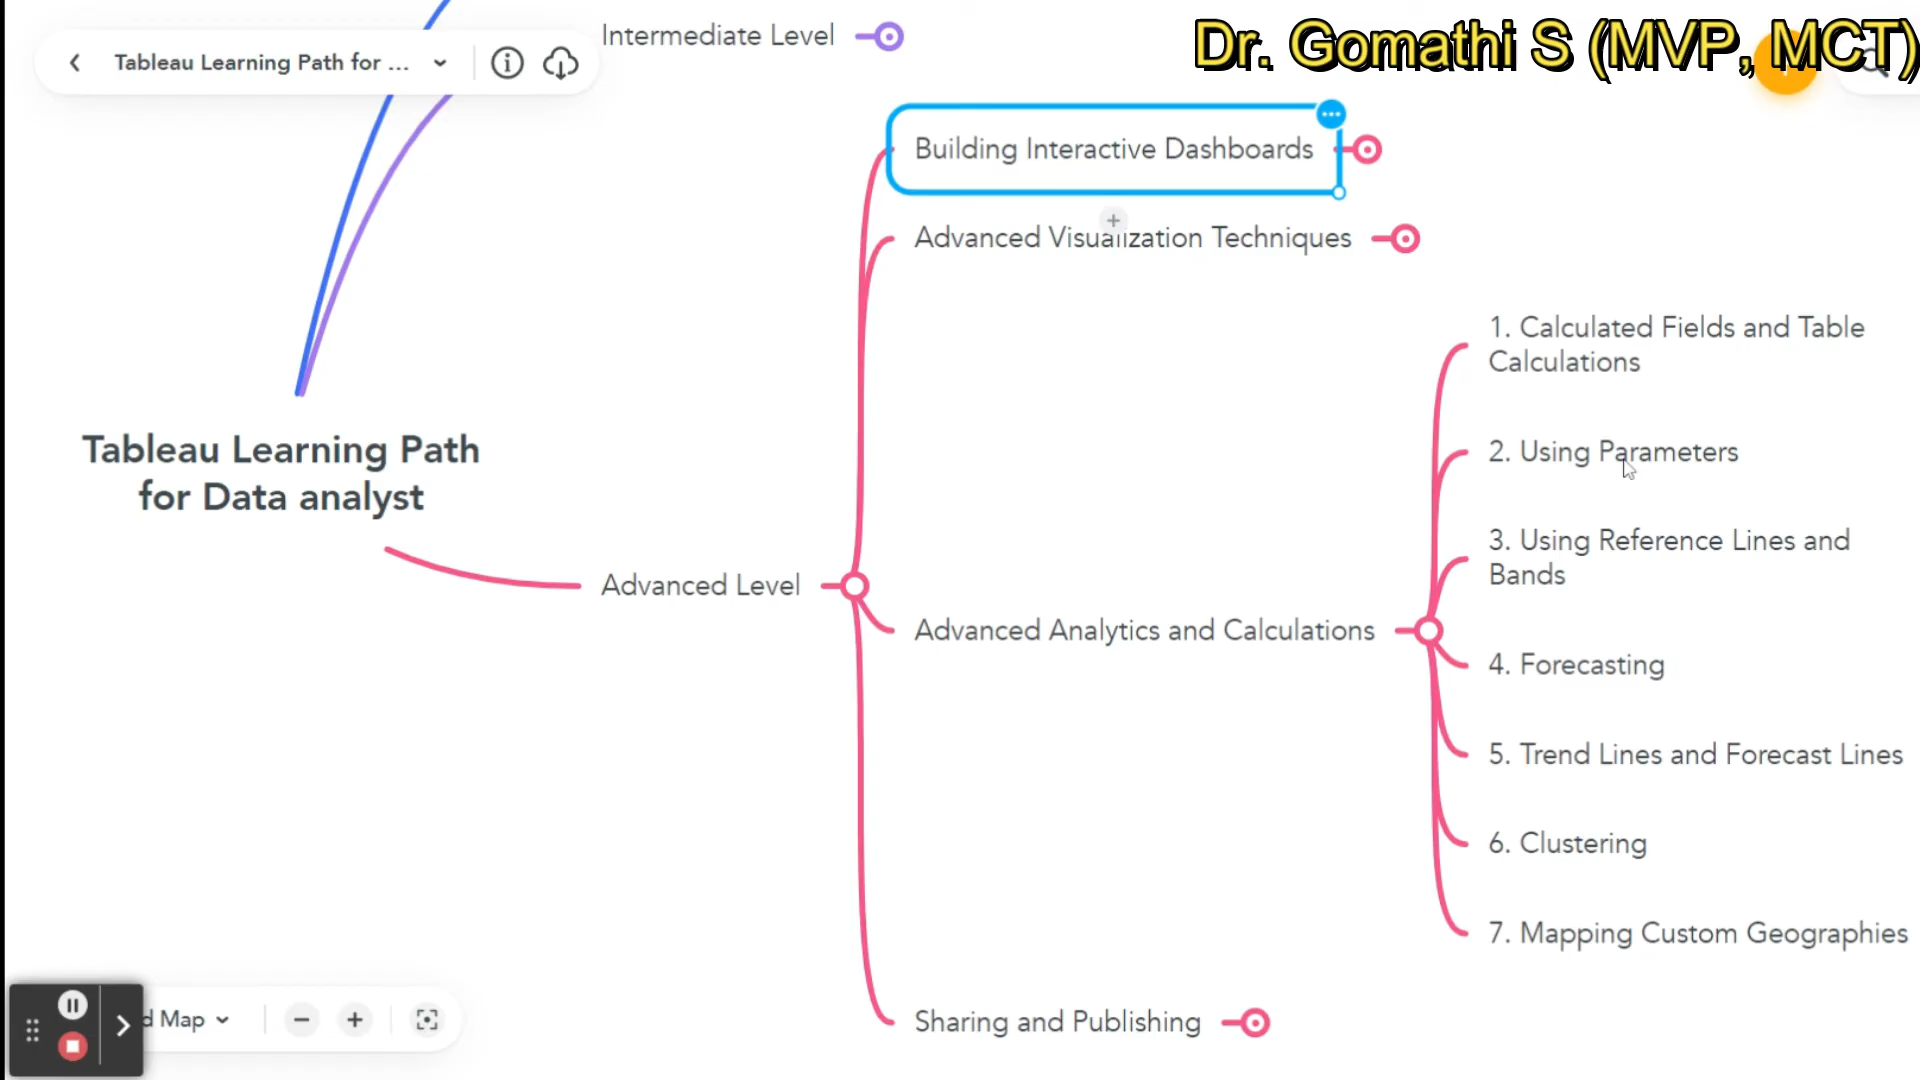 Intermediate Level
Dr. Gomathi S (MVP, MCT)
Tableau Learning Path for ...
Building Interactive Dashboards
Advanced Visualization Techniques
1. Calculated Fields and Table
Calculations
2. Using Parameters
Tableau Learning Path
for Data analyst
3. Using Reference Lines and
Bands
Advanced Level
Advanced Analytics and Calculations
4. Forecasting
5. Trend Lines and Forecast Lines
6. Clustering
7. Mapping Custom Geographies
d Map
Sharing and Publishing